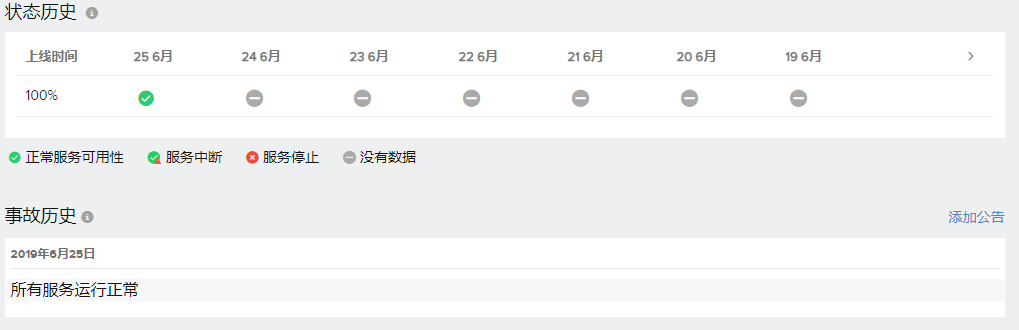 状态历史
上线时间 25 6月 24 6月 23 6月 22 6月 21 6月 20 6月 19 6月
100%
正常服务可用性 服务中断 服务停止 没有数据
事故历史 添加公告
2019年6月25日
所有服务运行正常